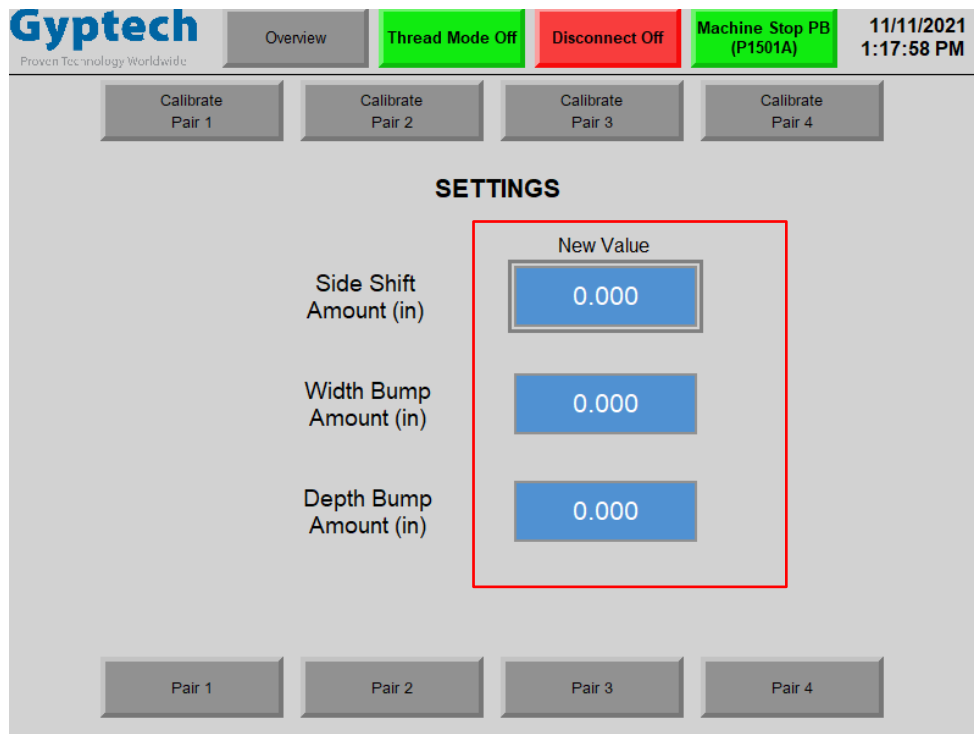 Gyptech
Proven Technology Worldwide
Overview
Thread Mode Off
Disconnect Off
Machine Stop PB
(P1501A)
11/11/2021
1:17:58 PM
Calibrate
Pair 1
Calibrate
Pair 2
Calibrate
Pair 3
Calibrate
Pair 4
SETTINGS
New Value
Side Shift
Amount (in)
0.000
Width Bump
Amount (in)
0.000
Depth Bump
Amount (in)
0.000
Pair 1
Pair 2
Pair 3
Pair 4